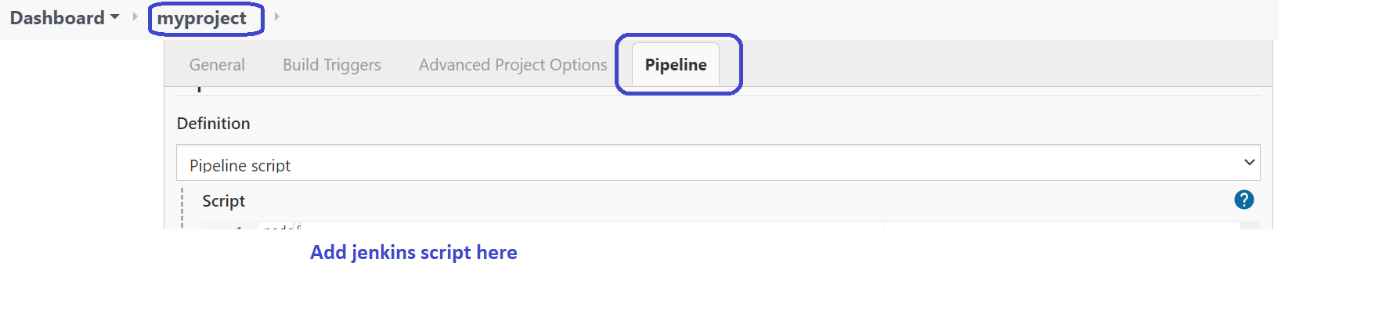 Dashboard myproject
General Build Triggers Advanced Project Options Pipeline
Definition
Pipeline script
Script
?
Add jenkins script here